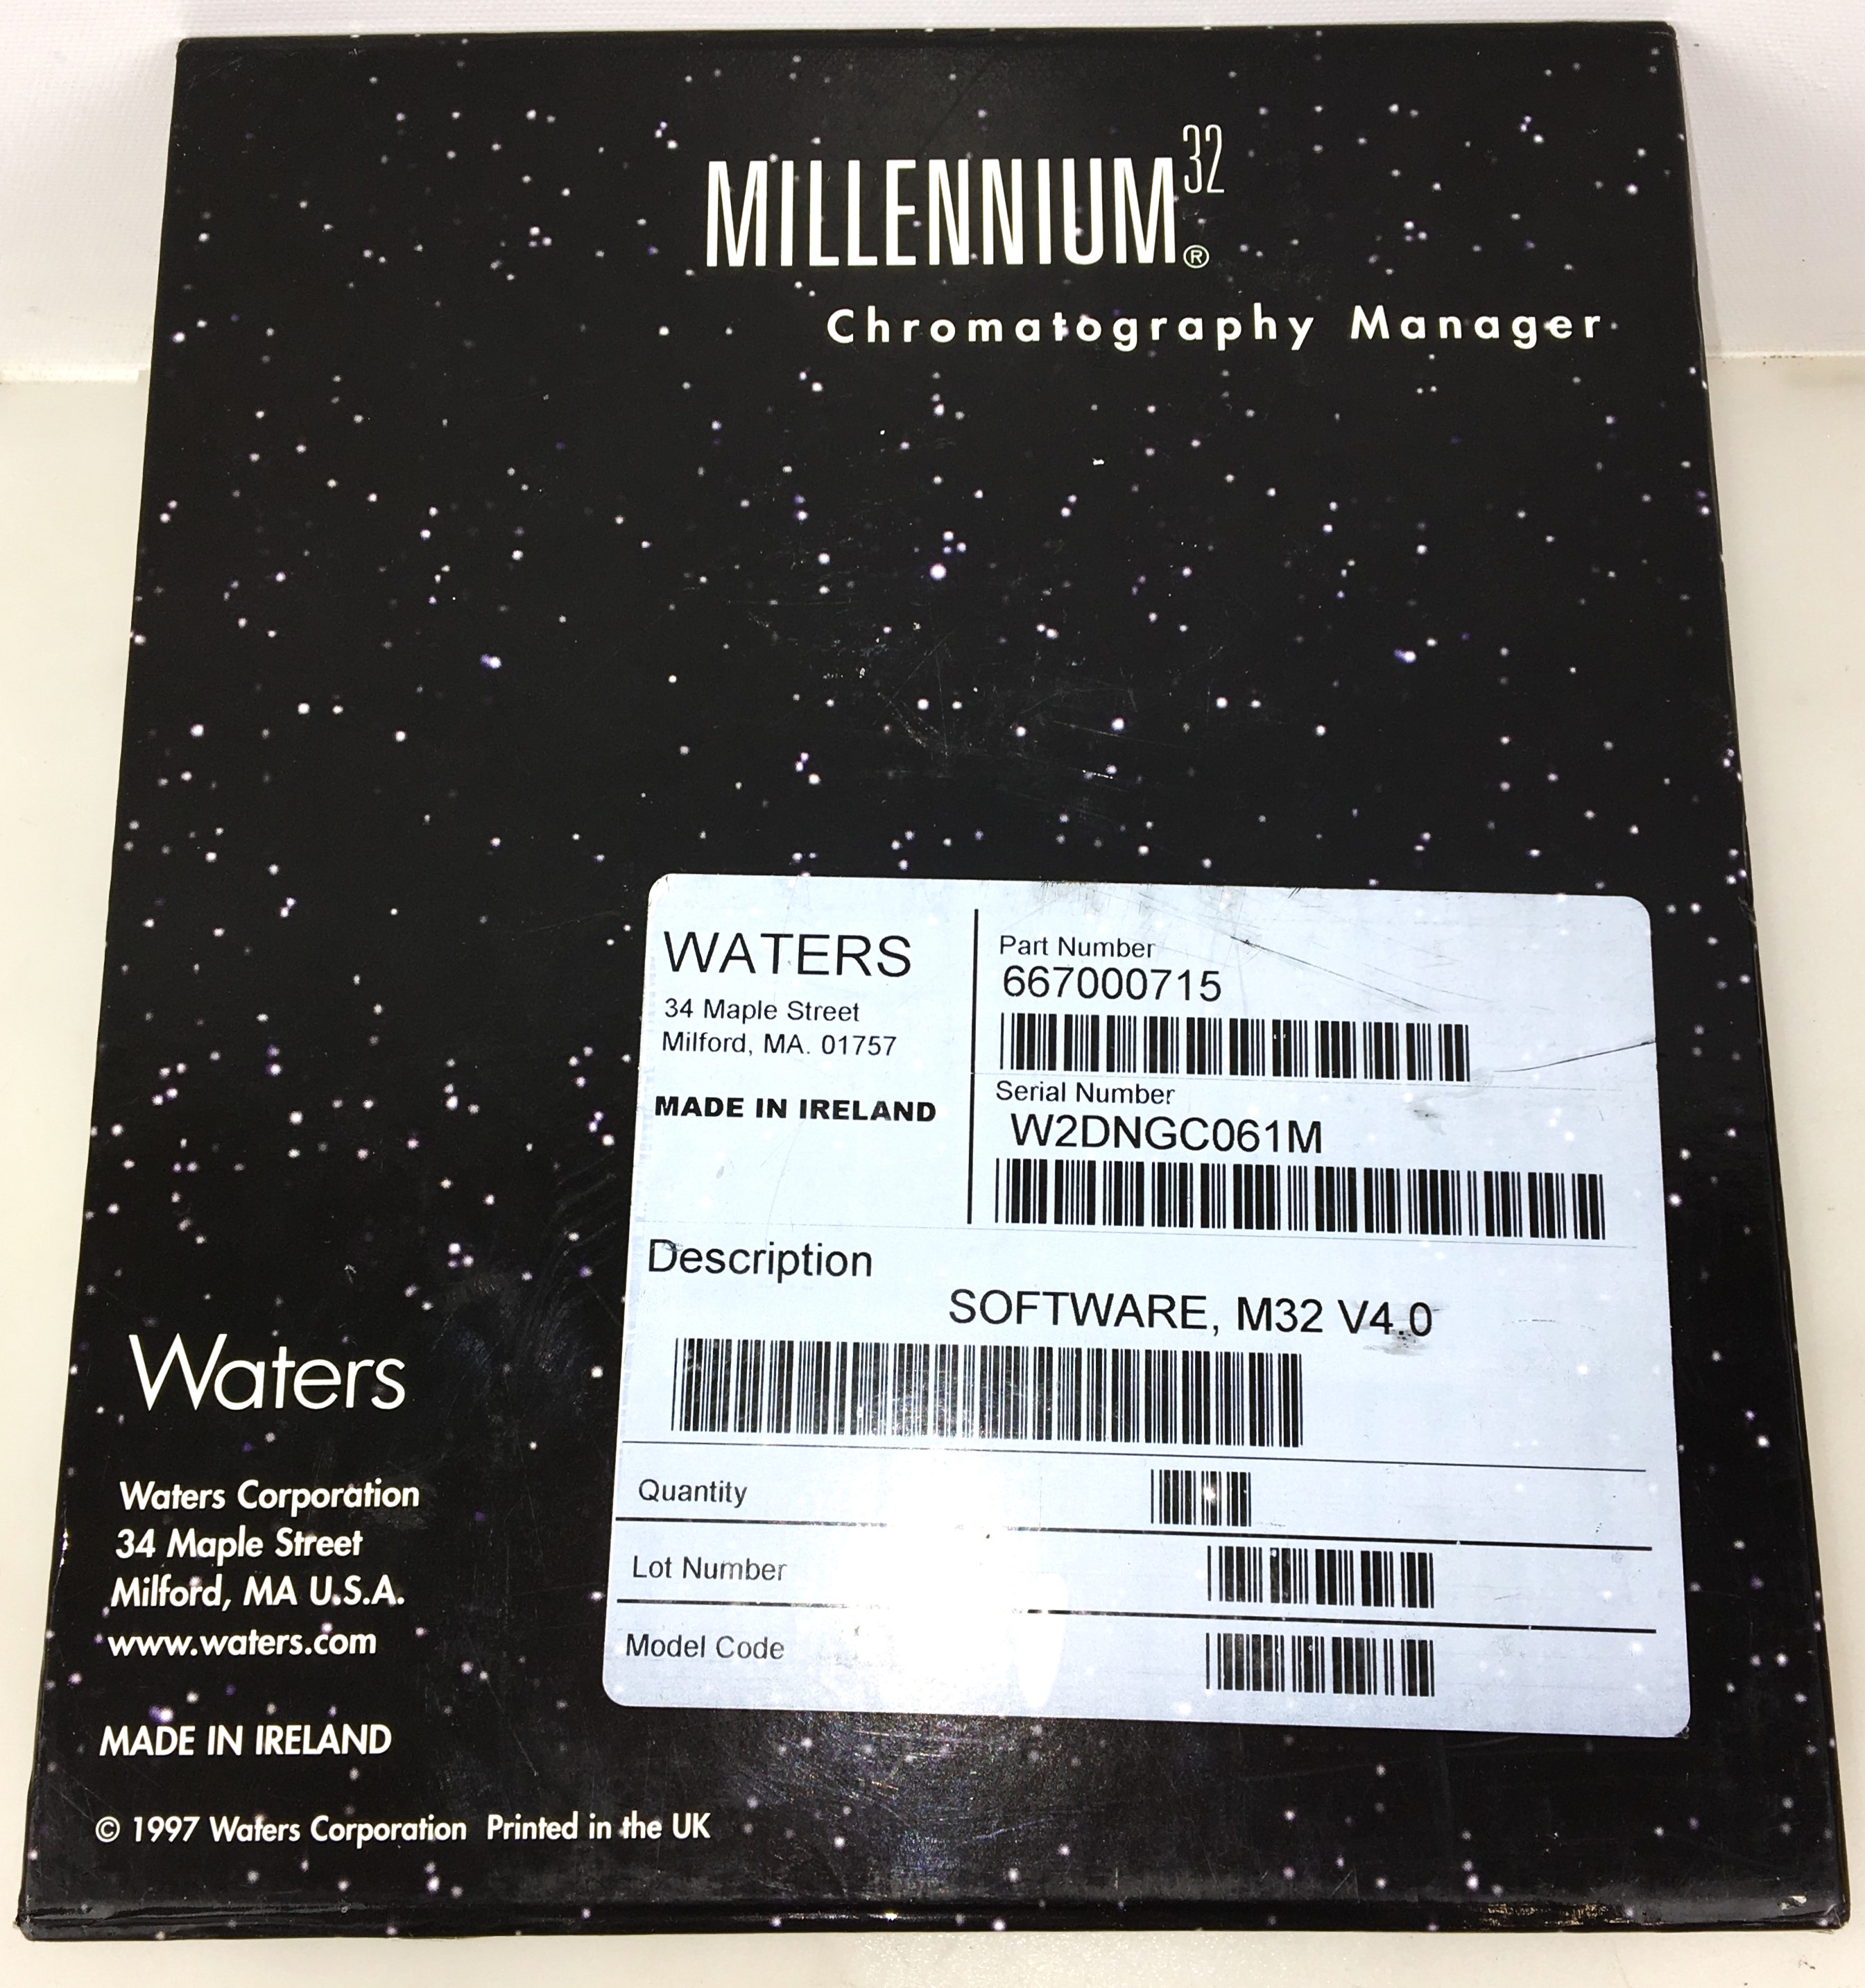 MILLENNIUM32®
Chromatography Manager
WATERS
34 Maple Street
Milford, MA. 01757
MADE IN IRELAND
Part Number
667000715
Serial Number
W2DNGC061M
Description
SOFTWARE, M32 V4.0
Quantity
Lot Number
Model Code
Waters
Waters Corporation
34 Maple Street
Milford, MA U.S.A.
www.waters.com
MADE IN IRELAND
© 1997 Waters Corporation Printed in the UK